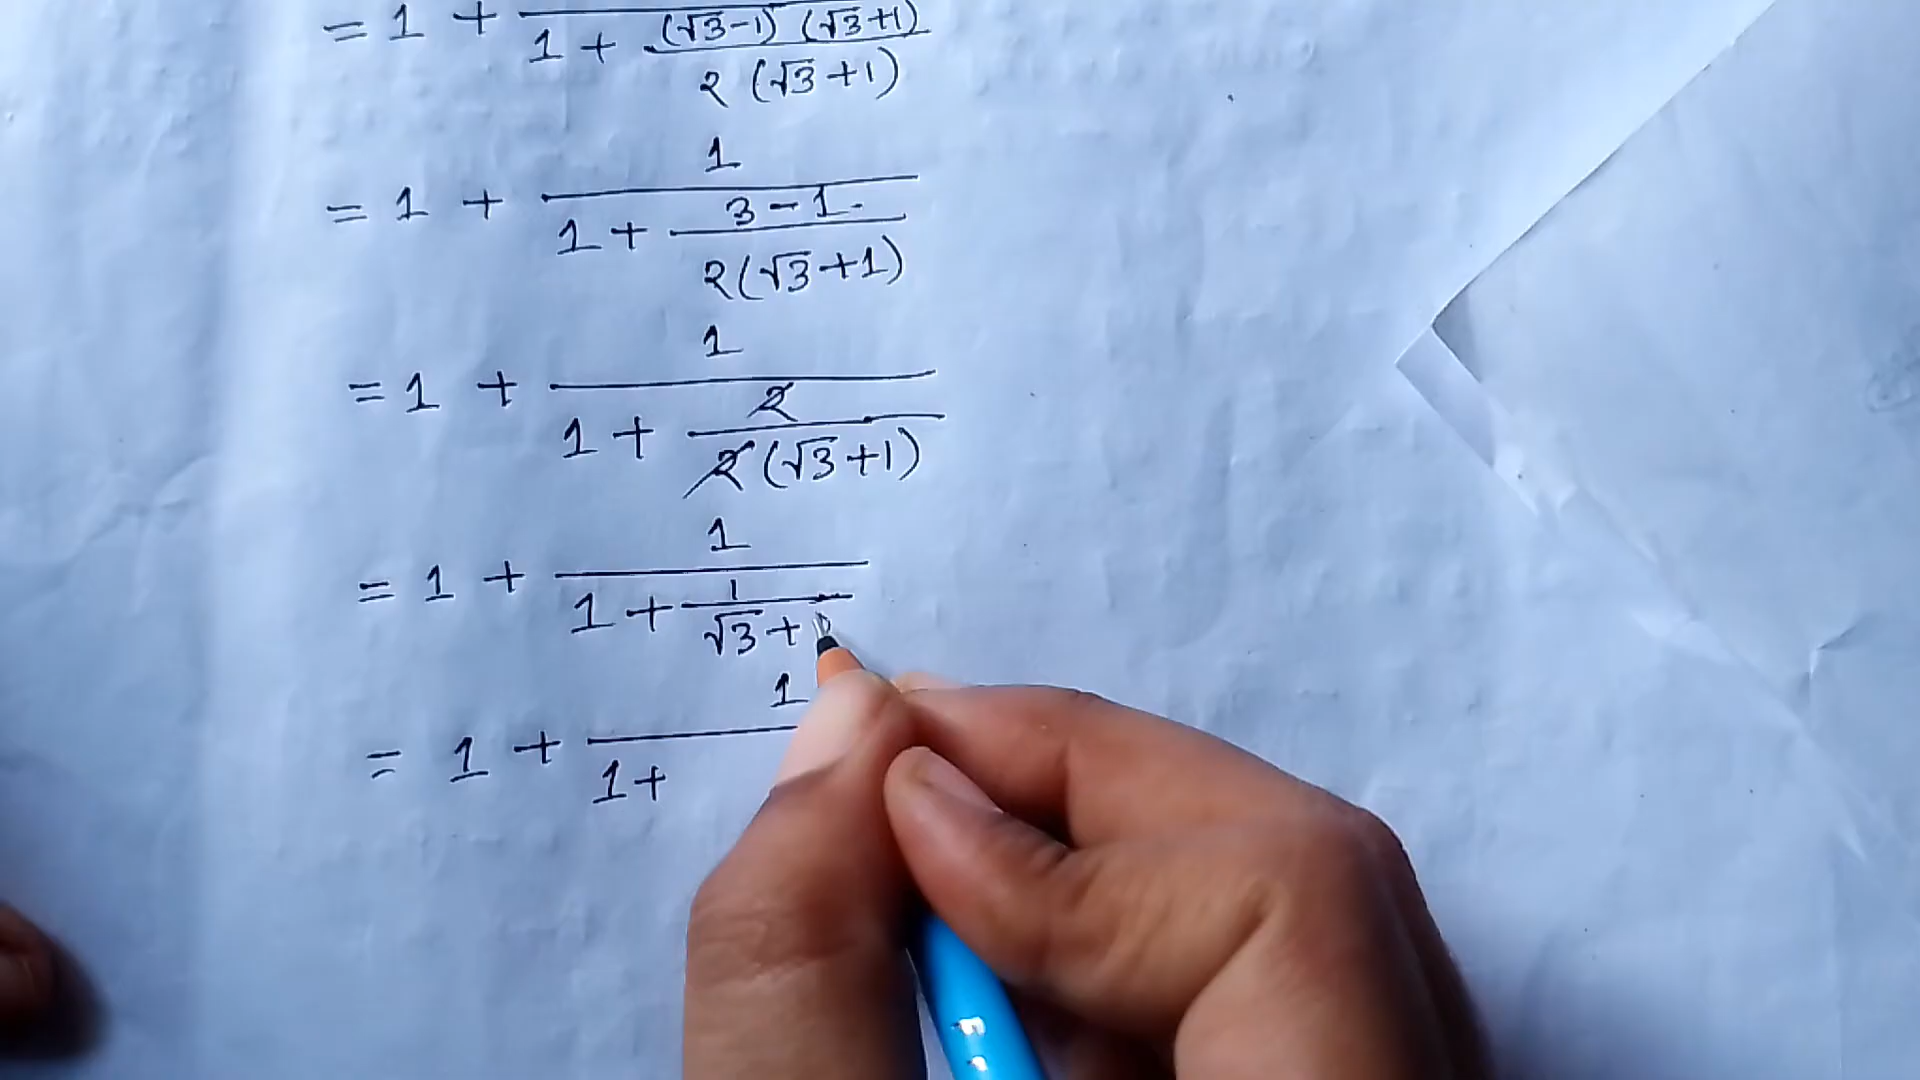 = 1 + 1/(1 + ((√3-1) (√3+1))/(2 (√3+1)))
= 1 + 1/(1 + (3-1)/(2(√3+1)))
= 1 + 1/(1 + 2/(2(√3+1)))
= 1 + 1/(1 + 1/(√3+1))
= 1 + 1/(1+